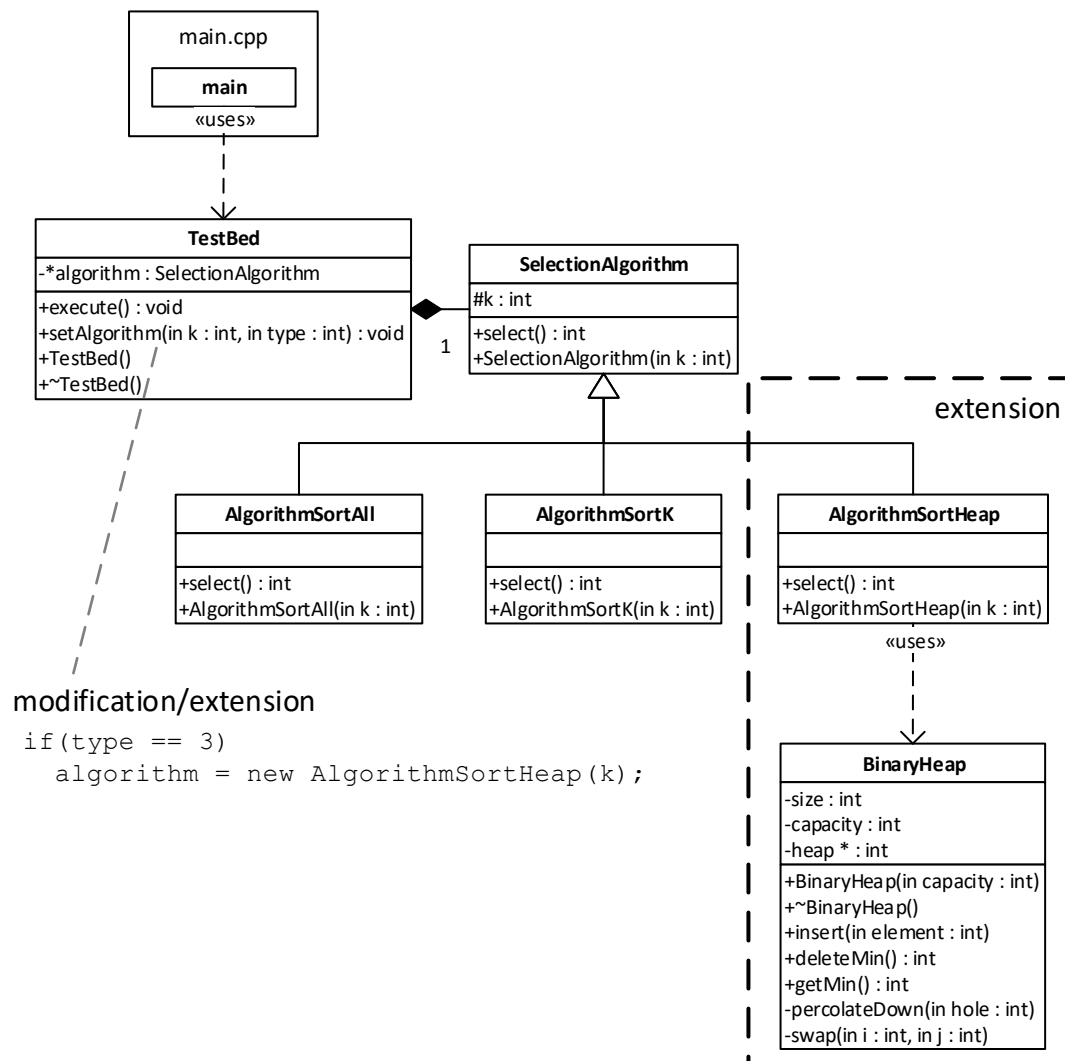 main.cpp
main
«uses»
TestBed
-*algorithm : SelectionAlgorithm
+execute() : void
+setAlgorithm(in k : int, in type : int) : void
+TestBed()
+~TestBed()
1
SelectionAlgorithm
#k : int
+select() : int
+SelectionAlgorithm(in k : int)
extension
AlgorithmSortAll
+select() : int
+AlgorithmSortAll(in k : int)
AlgorithmSortK
+select() : int
+AlgorithmSortK(in k : int)
AlgorithmSortHeap
+select() : int
+AlgorithmSortHeap(in k : int)
«uses»
modification/extension
if(type == 3)
algorithm = new AlgorithmSortHeap(k);
BinaryHeap
-size : int
-capacity : int
-heap * : int
+BinaryHeap(in capacity : int)
+~BinaryHeap()
+insert(in element : int)
+deleteMin() : int
+getMin() : int
-percolateDown(in hole : int)
-swap(in i : int, in j : int)